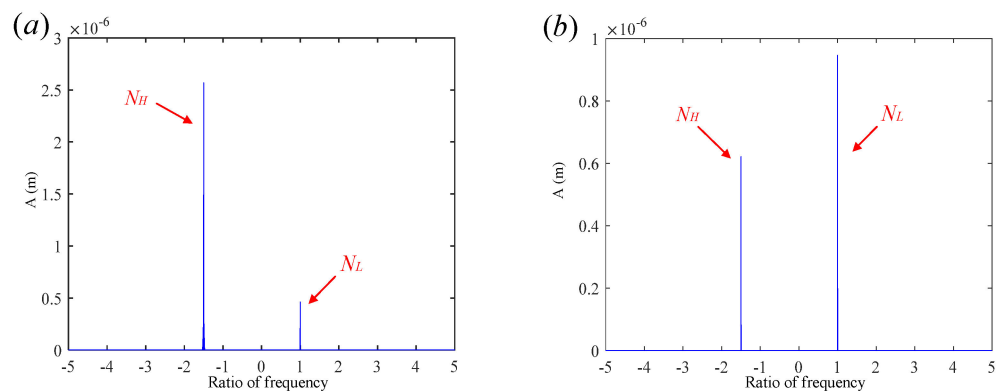 (a)
×10⁻⁶
3
2.5
2
1.5
1
0.5
0
A (m)
N_H
N_L
-5 -4 -3 -2 -1 0 1 2 3 4 5
Ratio of frequency
(b)
×10⁻⁶
1
0.8
0.6
0.4
0.2
0
A (m)
N_H
N_L
-5 -4 -3 -2 -1 0 1 2 3 4 5
Ratio of frequency